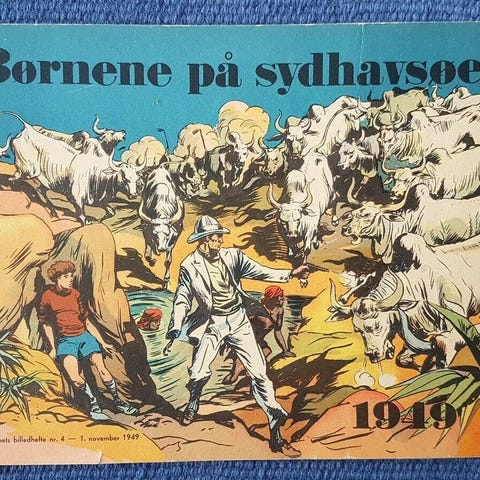 Børnene på sydhavsøe
1949
nets billedhefte nr. 4 — 1. november 1949